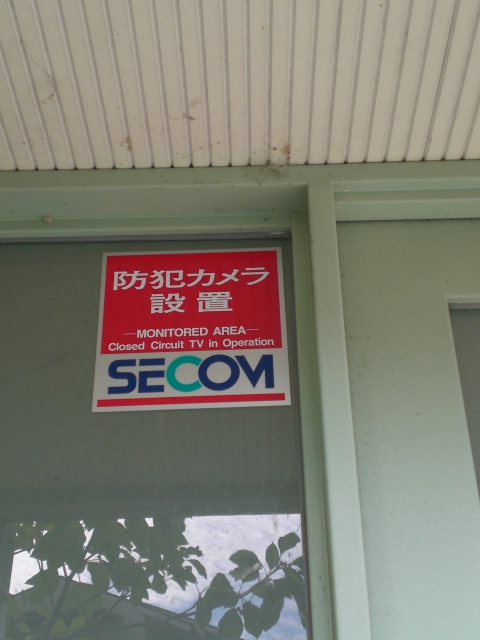 防犯カメラ
設置
—MONITORED AREA—
Closed Circuit TV in Operation
SECOM